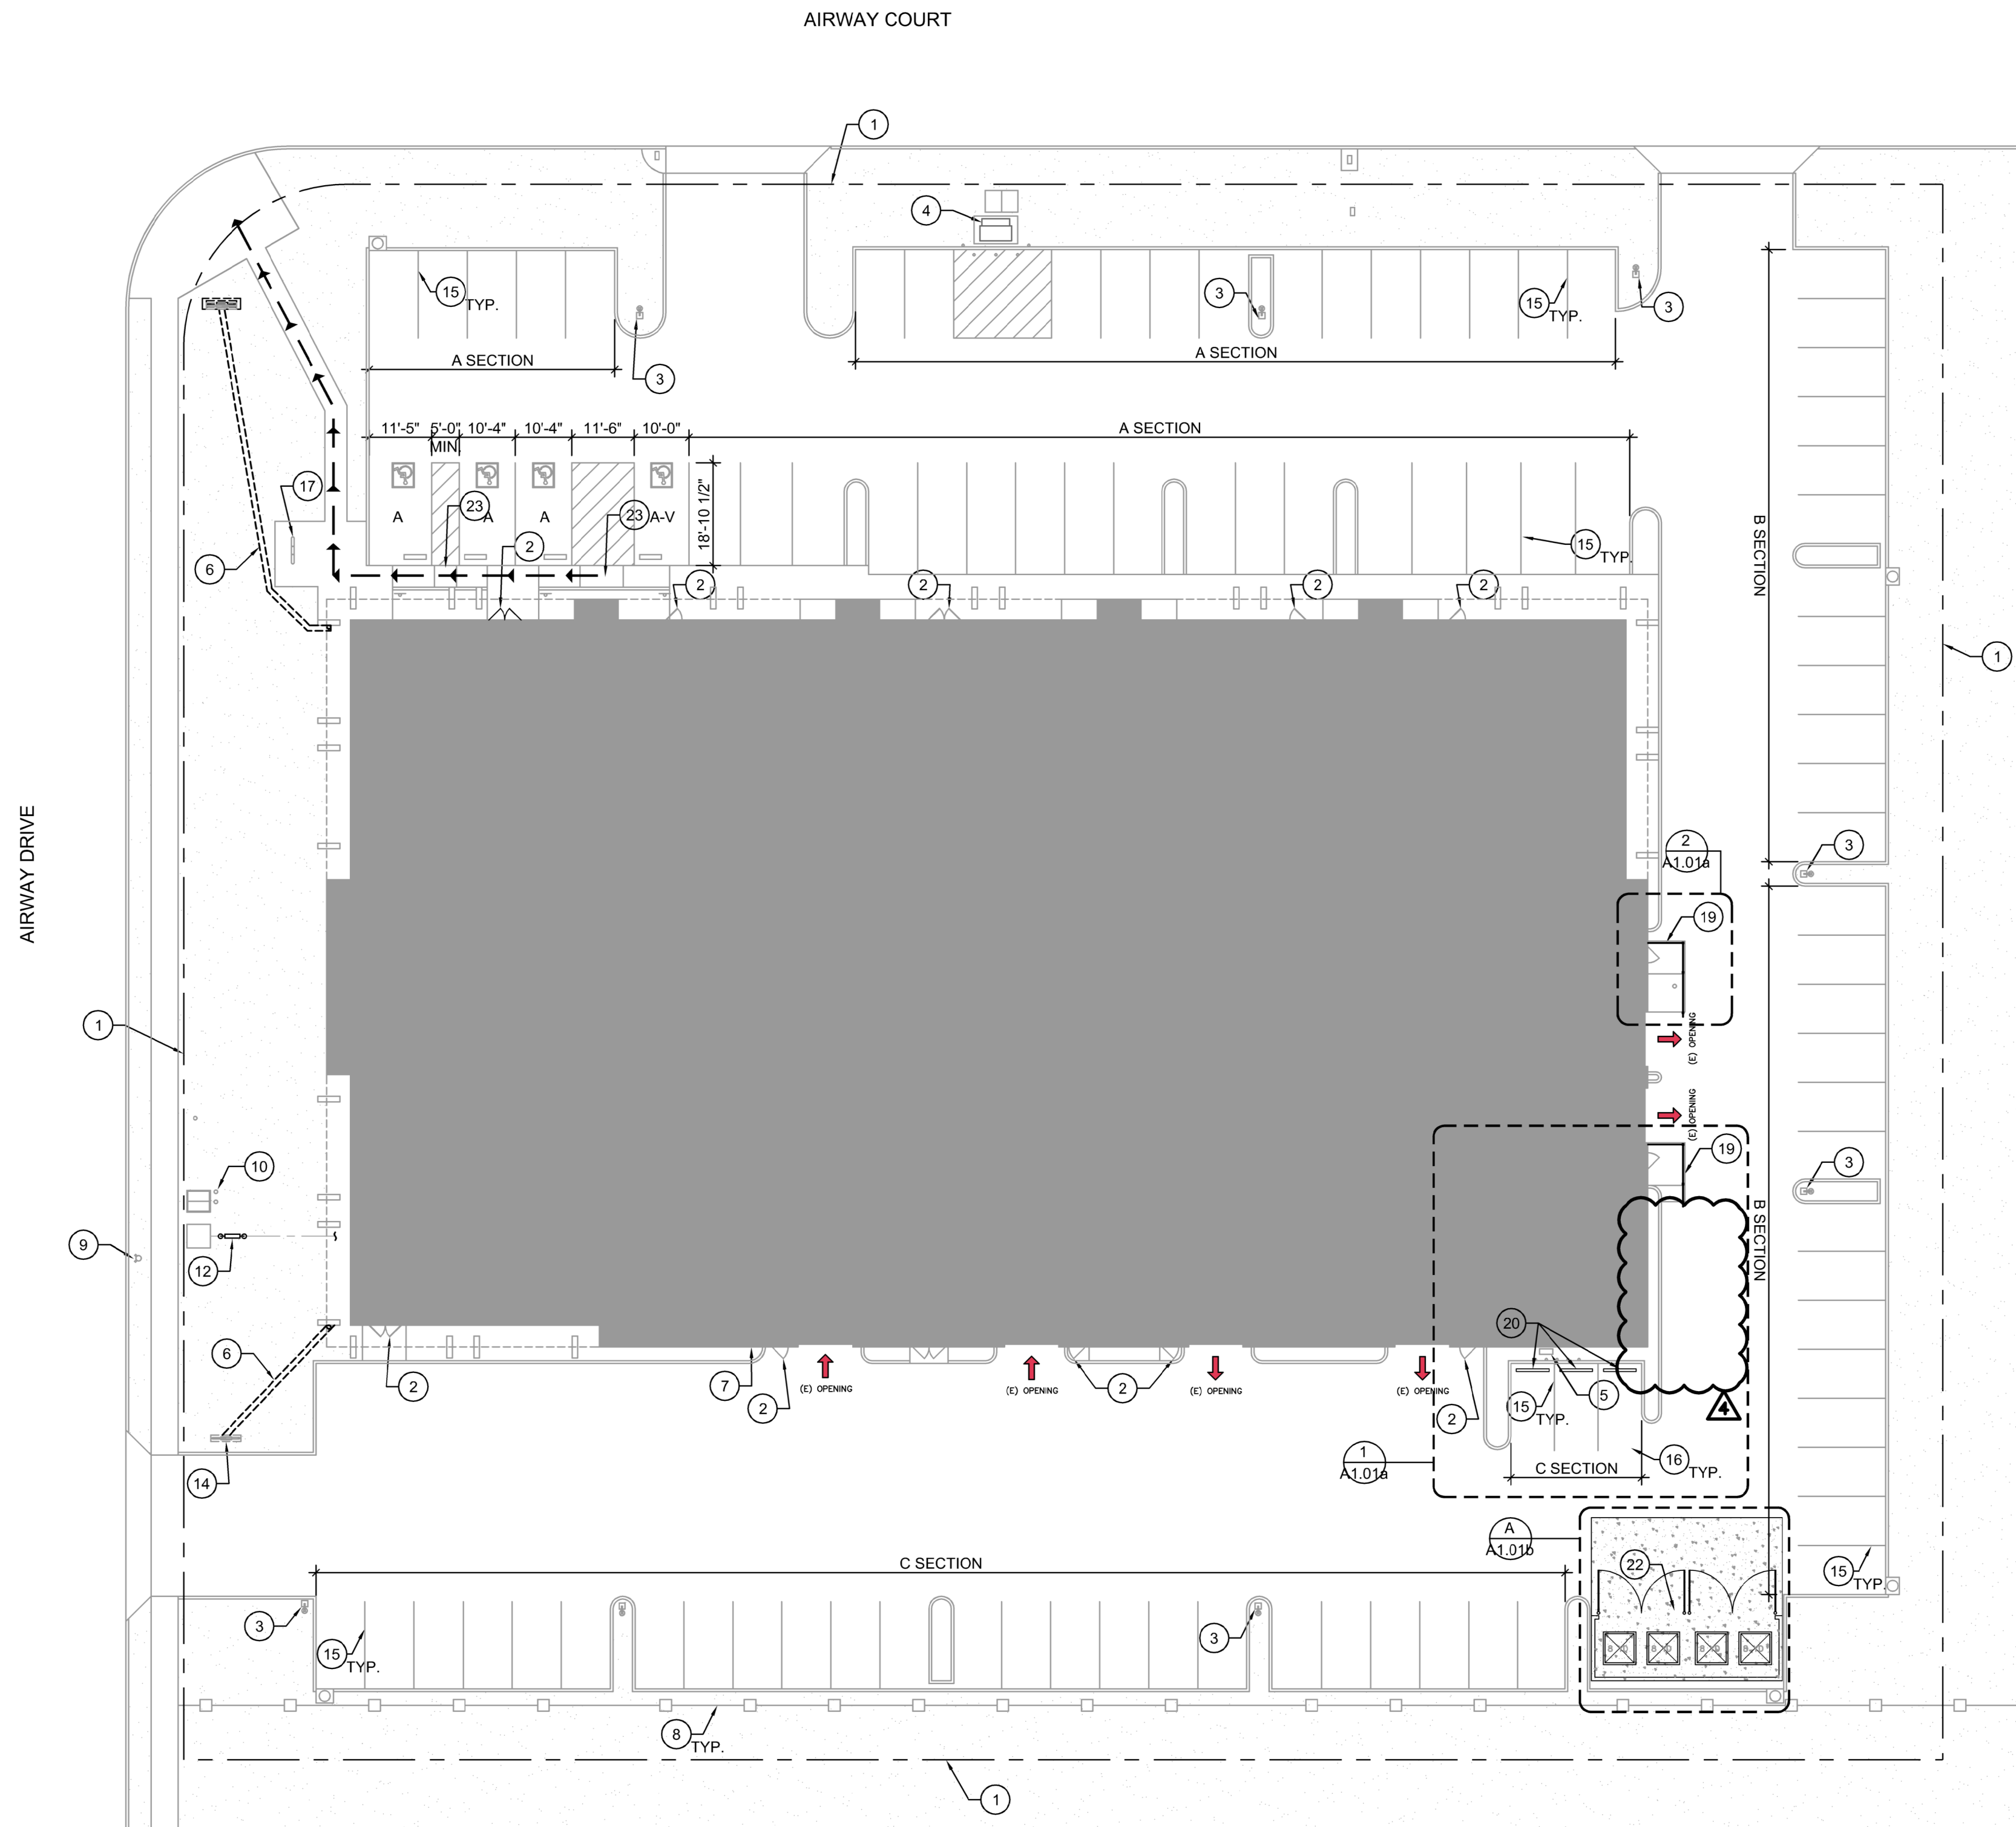 AIRWAY COURT
1
4
15
TYP.
3
3
15
TYP.
3
A SECTION
A SECTION
11'-5"
5'-0"
MIN.
10'-4"
10'-4"
11'-6"
10'-0"
A SECTION
18'-10 1/2"
17
23
23
A
A
A
A-V
2
15
TYP.
6
2
2
2
2
B SECTION
1
AIRWAY DRIVE
2
A1.01a
3
19
1
(E) OPENING
(E) OPENING
19
3
10
9
12
B SECTION
20
6
2
7
2
(E) OPENING
(E) OPENING
2
(E) OPENING
(E) OPENING
2
15
TYP.
5
4
1
A1.01a
16
TYP.
C SECTION
14
A
A1.01b
22
C SECTION
15
TYP.
3
15
TYP.
3
8
TYP.
1